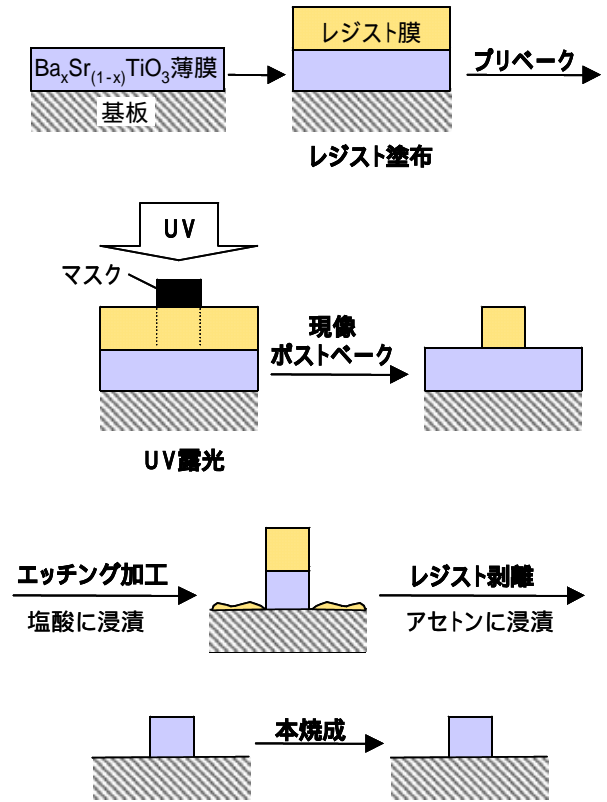 BaxSr(1-x)TiO3薄膜
基板
レジスト膜
レジスト塗布
プリベーク
UV
マスク
UV露光
現像
ポストベーク
エッチング加工
塩酸に浸漬
レジスト剥離
アセトンに浸漬
本焼成